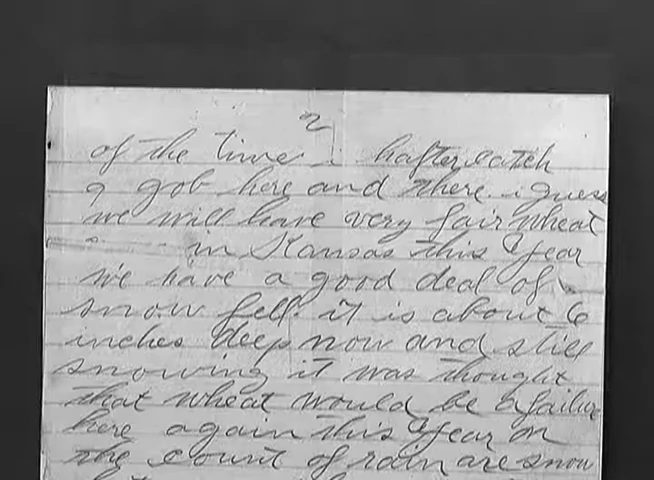 2
of the time i hafter catch
a gob here and there. i guess
we will have very fair wheat
in Kansas this year
we have a good deal of
snow fell. it is about 6
inches deep now and still
snowing it was thought
that wheat would be a failure
here again this year on
the count of rain are snow